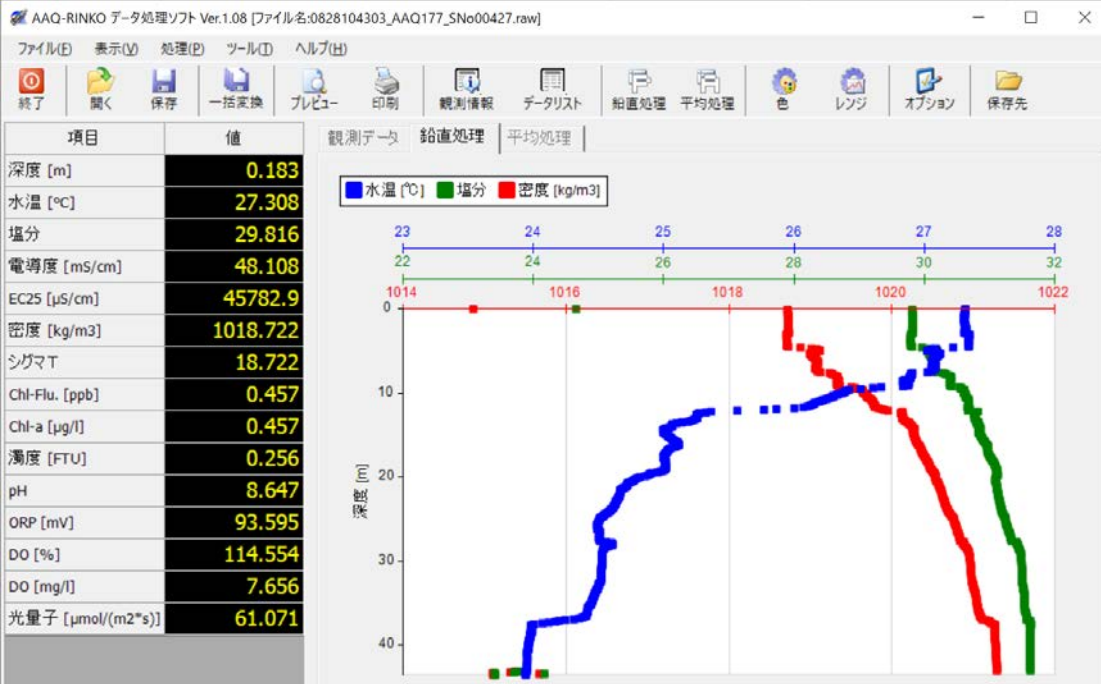 AAQ-RINKO データ処理ソフト Ver.1.08 [ファイル名:0828104303_AAQ177_SNo00427.raw]
ファイル(F) 表示(V) 処理(P) ツール(T) ヘルプ(H)
終了 開く 保存 一括変換 プレビュー 印刷 観測情報 データリスト 鉛直処理 平均処理 色 レンジ オプション 保存先
項目 値
深度 [m] 0.183
水温 [℃] 27.308
塩分 29.816
電導度 [mS/cm] 48.108
EC25 [μS/cm] 45782.9
密度 [kg/m3] 1018.722
シグマT 18.722
Chl-Flu. [ppb] 0.457
Chl-a [μg/l] 0.457
濁度 [FTU] 0.256
pH 8.647
ORP [mV] 93.595
DO [%] 114.554
DO [mg/l] 7.656
光量子 [μmol/(m2*s)] 61.071
観測データ 鉛直処理 平均処理
水温 [℃] 塩分 密度 [kg/m3]
23 24 25 26 27 28
22 24 26 28 30 32
1014 1016 1018 1020 1022
0
10
20
30
40
深度 [m]